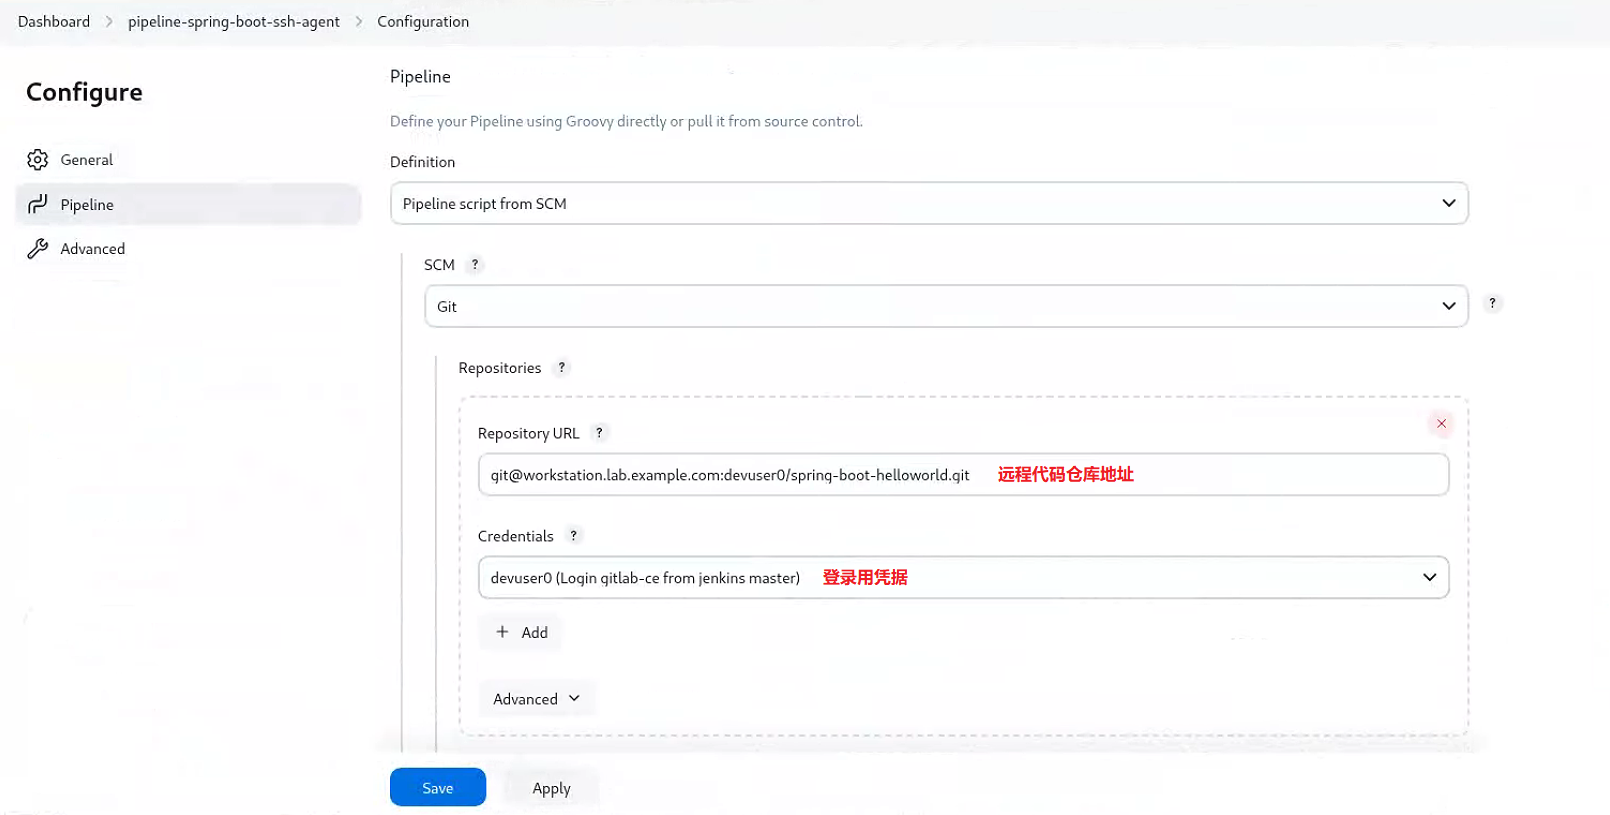 Dashboard > pipeline-spring-boot-ssh-agent > Configuration
Configure
General
Pipeline
Advanced
Pipeline
Define your Pipeline using Groovy directly or pull it from source control.
Definition
Pipeline script from SCM
SCM ?
Git
?
Repositories ?
Repository URL ?
git@workstation.lab.example.com:devuser0/spring-boot-helloworld.git 远程代码仓库地址
Credentials ?
devuser0 (Login gitlab-ce from jenkins master) 登录用凭据
+ Add
Advanced
Save Apply